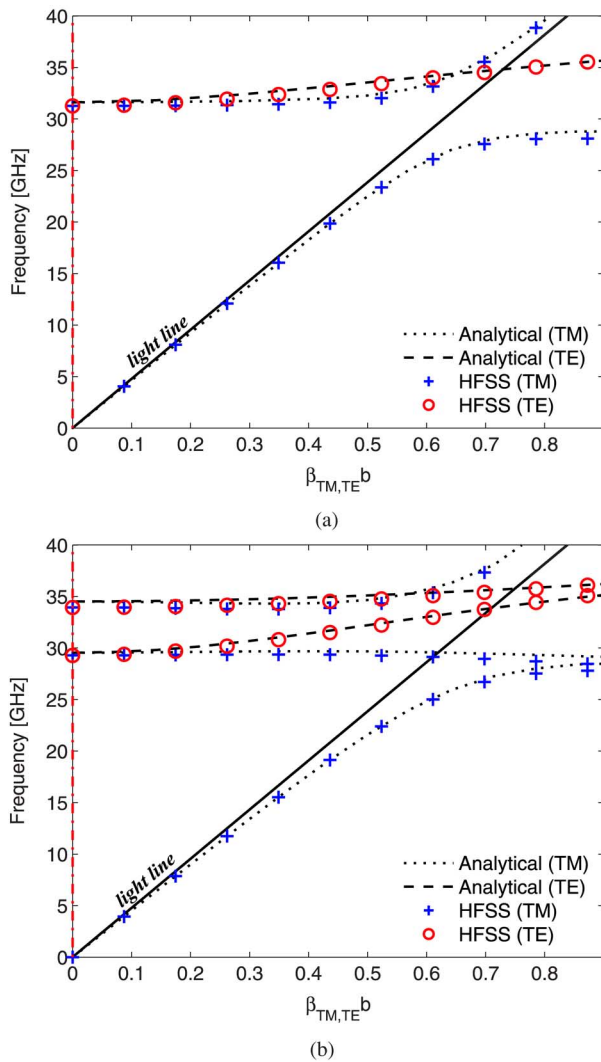 40
35
30
25
20
15
10
5
0
Frequency [GHz]
light line
Analytical (TM)
Analytical (TE)
HFSS (TM)
HFSS (TE)
0 0.1 0.2 0.3 0.4 0.5 0.6 0.7 0.8
β_TM,TE b
(a)
40
35
30
25
20
15
10
5
0
Frequency [GHz]
light line
Analytical (TM)
Analytical (TE)
HFSS (TM)
HFSS (TE)
0 0.1 0.2 0.3 0.4 0.5 0.6 0.7 0.8
β_TM,TE b
(b)